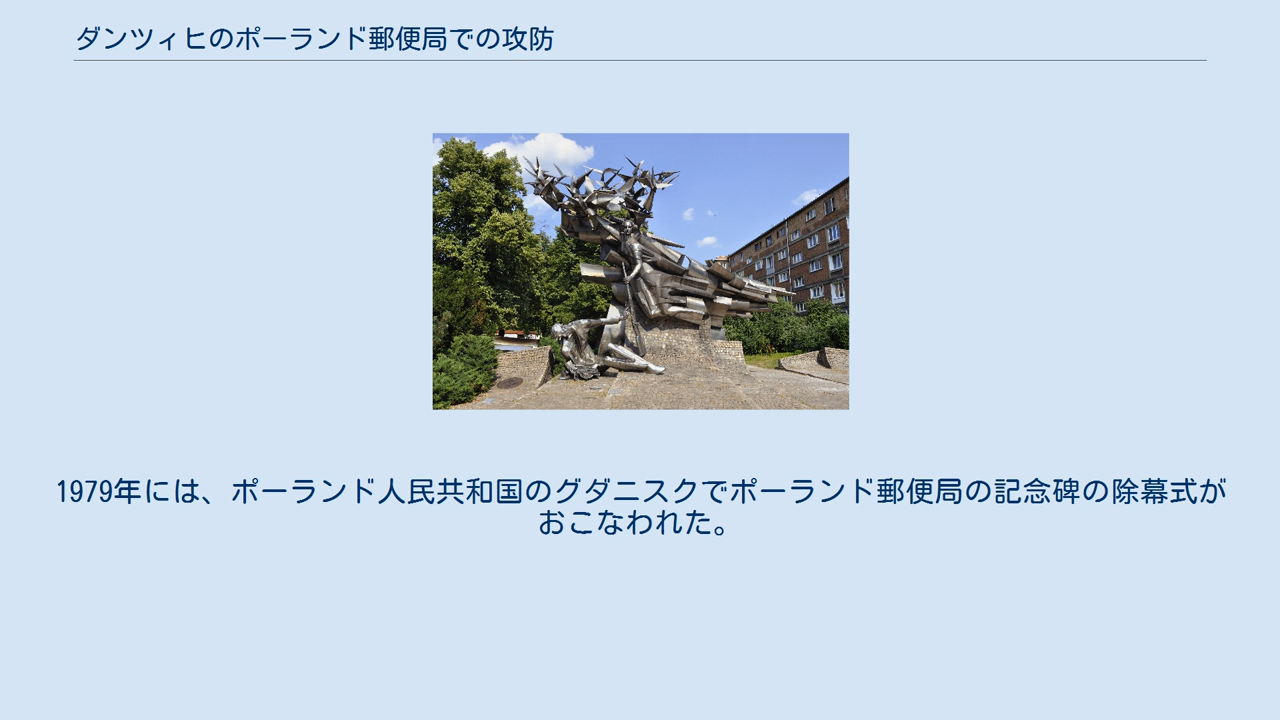 ダンツィヒのポーランド郵便局での攻防
1979年には、ポーランド人民共和国のグダニスクでポーランド郵便局の記念碑の除幕式が
おこなわれた。